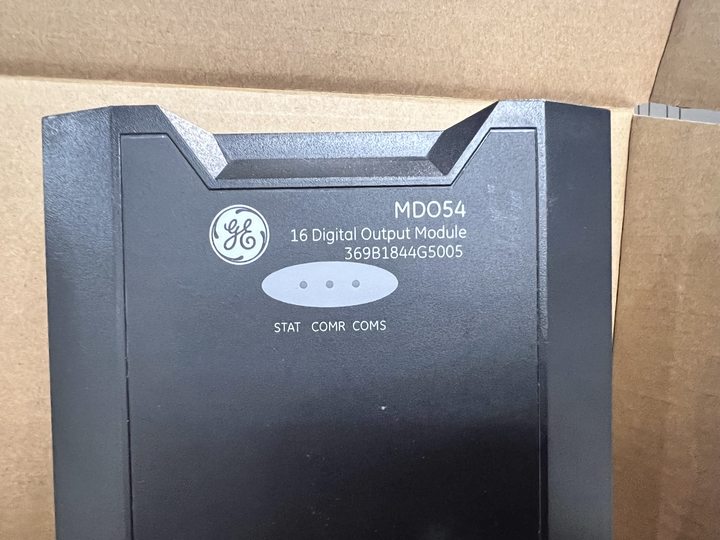 MDO54
GE
16 Digital Output Module
369B1844G5005
STAT COMR COMS